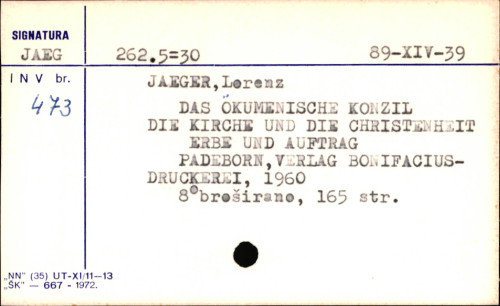 SIGNATURA
JAEG 262.5=30 89-XIV-39
INV br.
473
JAEGER,Lorenz
DAS ÖKUMENISCHE KONZIL
DIE KIRCHE UND DIE CHRISTENHEIT
ERBE UND AUFTRAG
PADEBORN,VERLAG BONIFACIUS-
DRUCKEREI, 1960
8°broširano, 165 str.
„NN" (35) UT-XI/11—13
„ŠK" — 667 - 1972.